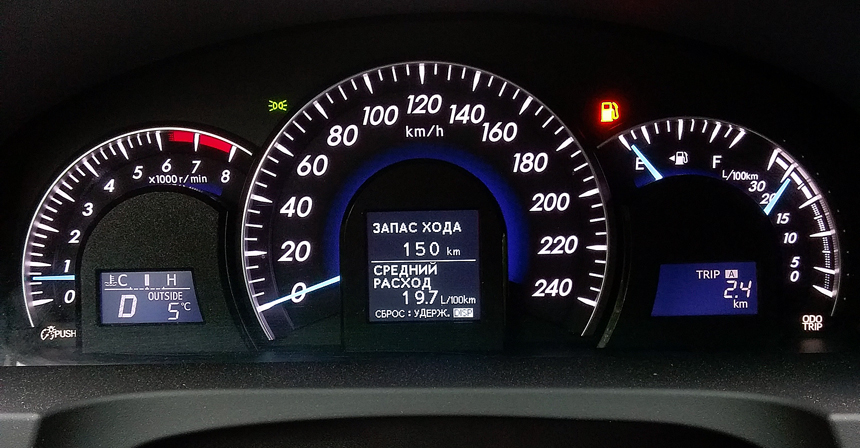 0
1
2
3
4
5
6
7
8
x1000r/min
C H
D
OUTSIDE
5°C
PUSH
0
20
40
60
80
100
120
140
160
180
200
220
240
km/h
ЗАПАС ХОДА
150 km
СРЕДНИЙ
РАСХОД
19.7 L/100km
СБРОС : УДЕРЖ. DISP
E F
L/100km
30
20
15
10
5
0
TRIP A
2.4
km
ODO
TRIP